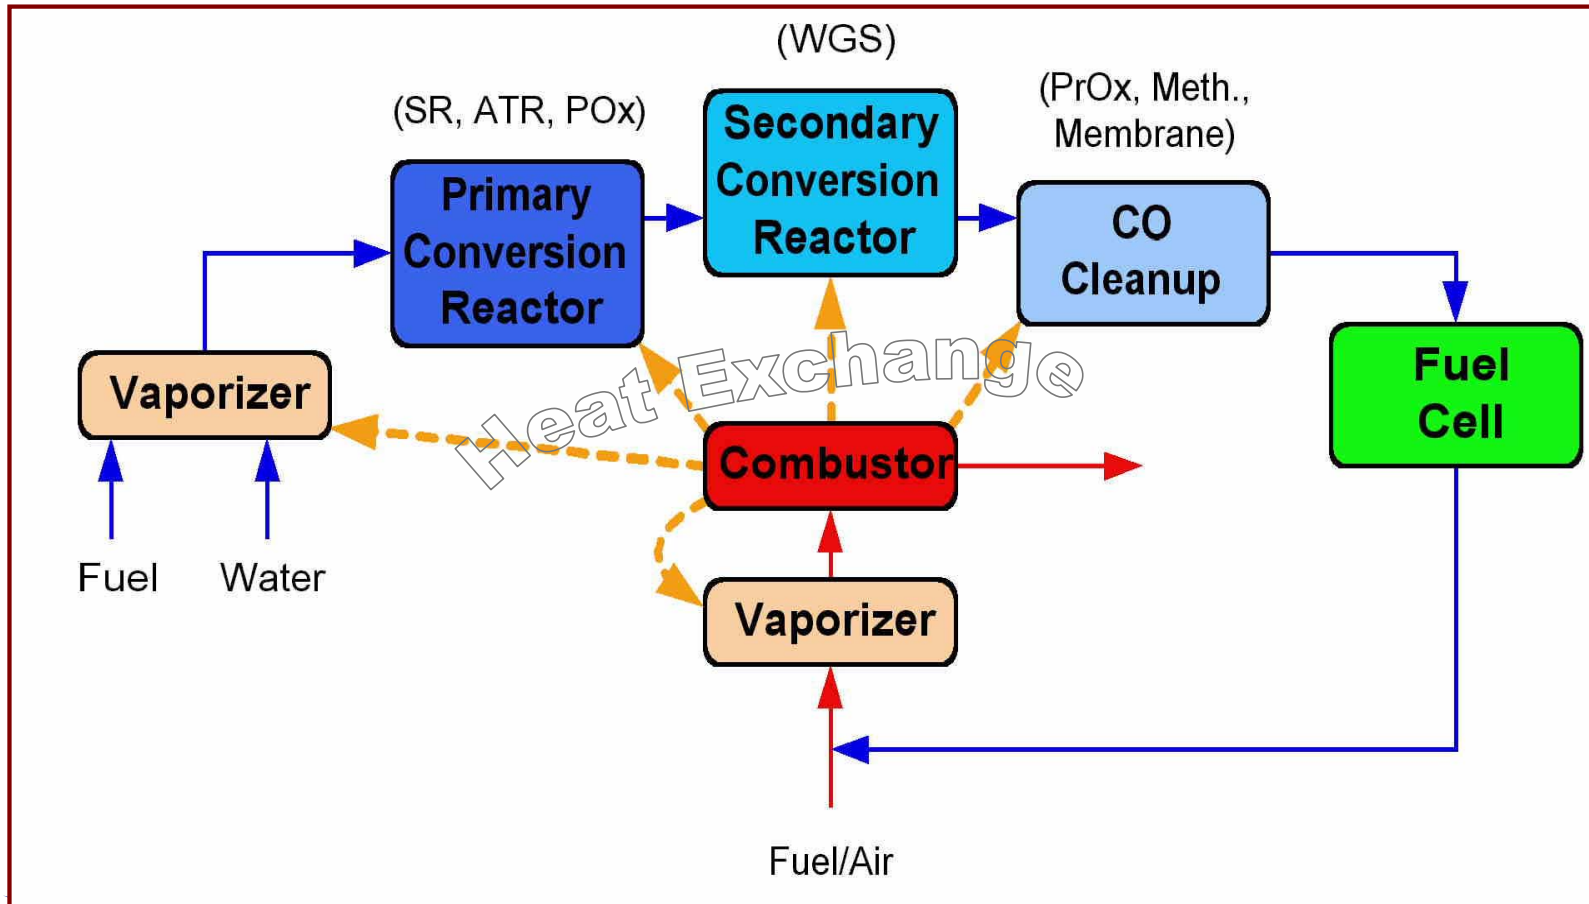 (WGS)
(SR, ATR, POx)
(PrOx, Meth.,
Membrane)
Primary
Conversion
Reactor
Secondary
Conversion
Reactor
CO
Cleanup
Vaporizer
Heat Exchange
Fuel
Cell
Combustor
Fuel
Water
Vaporizer
Fuel/Air